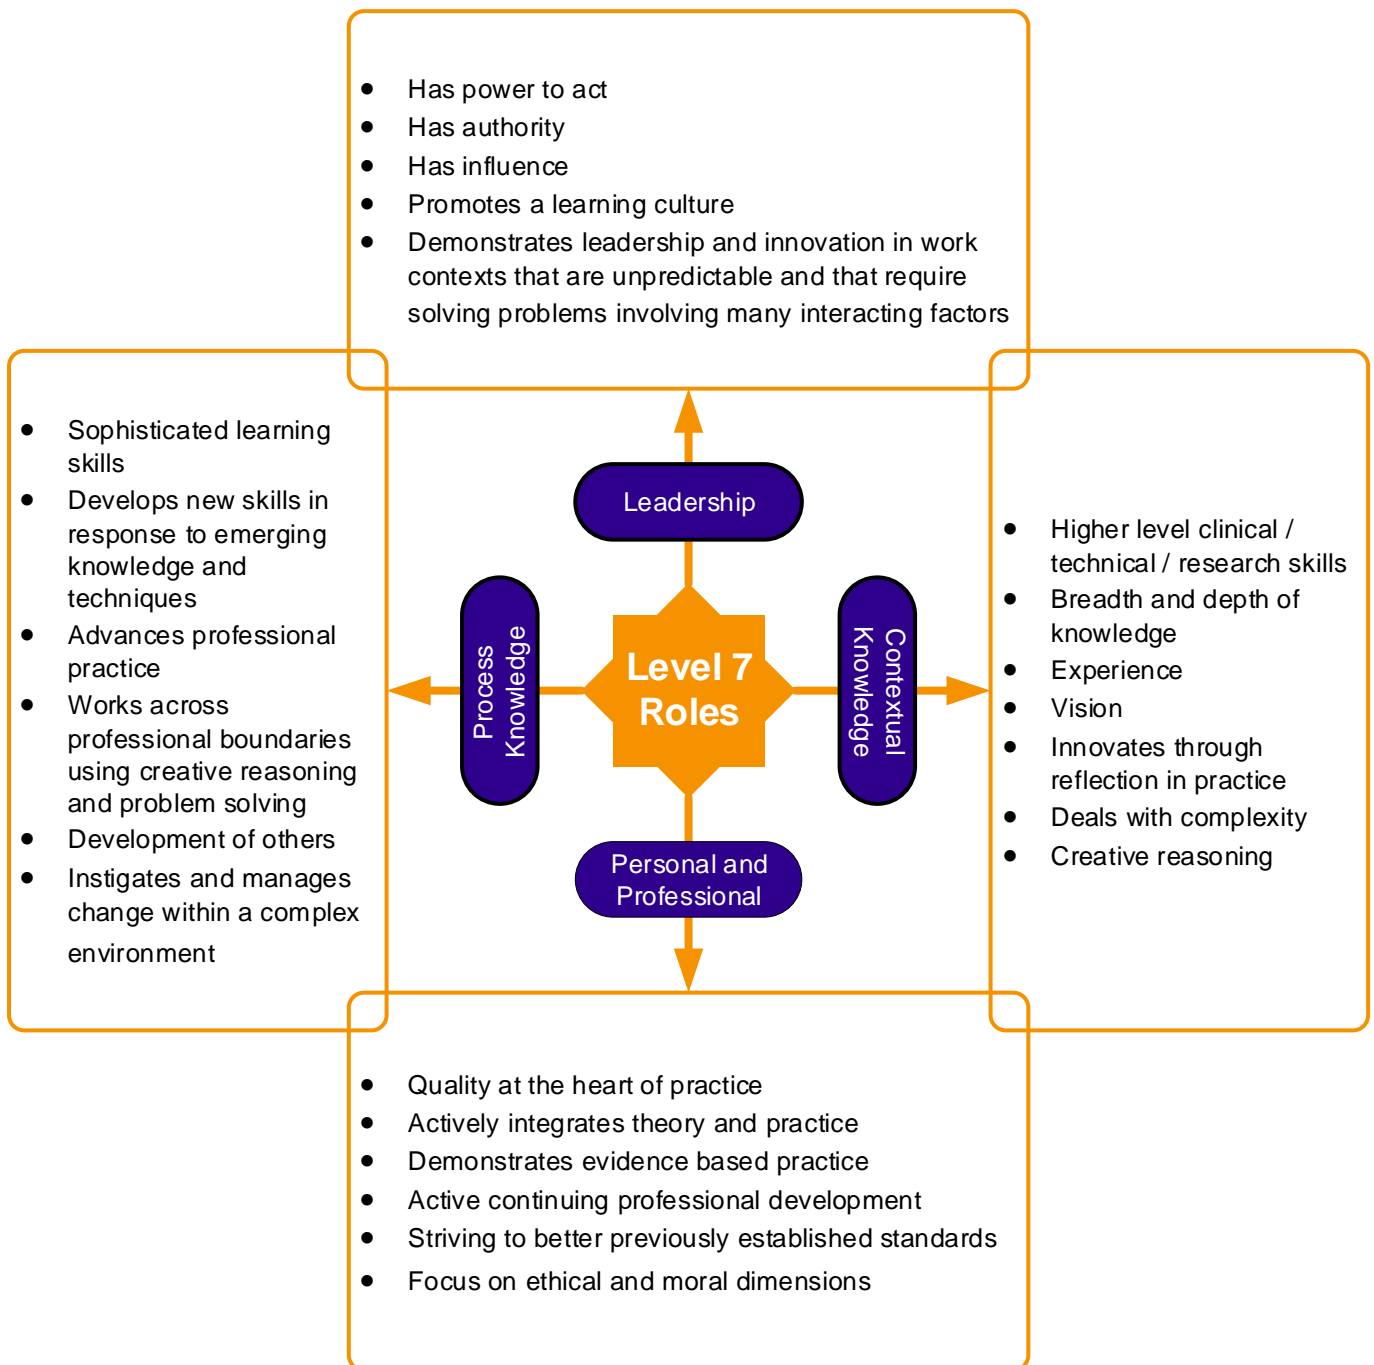 • Has power to act
• Has authority
• Has influence
• Promotes a learning culture
• Demonstrates leadership and innovation in work
contexts that are unpredictable and that require
solving problems involving many interacting factors
• Sophisticated learning
skills
• Develops new skills in
response to emerging
knowledge and
techniques
• Advances professional
practice
• Works across
professional boundaries
using creative reasoning
and problem solving
• Development of others
• Instigates and manages
change within a complex
environment
Leadership
Process
Knowledge
Level 7
Roles
Contextual
Knowledge
Personal and
Professional
• Higher level clinical /
technical / research skills
• Breadth and depth of
knowledge
• Experience
• Vision
• Innovates through
reflection in practice
• Deals with complexity
• Creative reasoning
• Quality at the heart of practice
• Actively integrates theory and practice
• Demonstrates evidence based practice
• Active continuing professional development
• Striving to better previously established standards
• Focus on ethical and moral dimensions